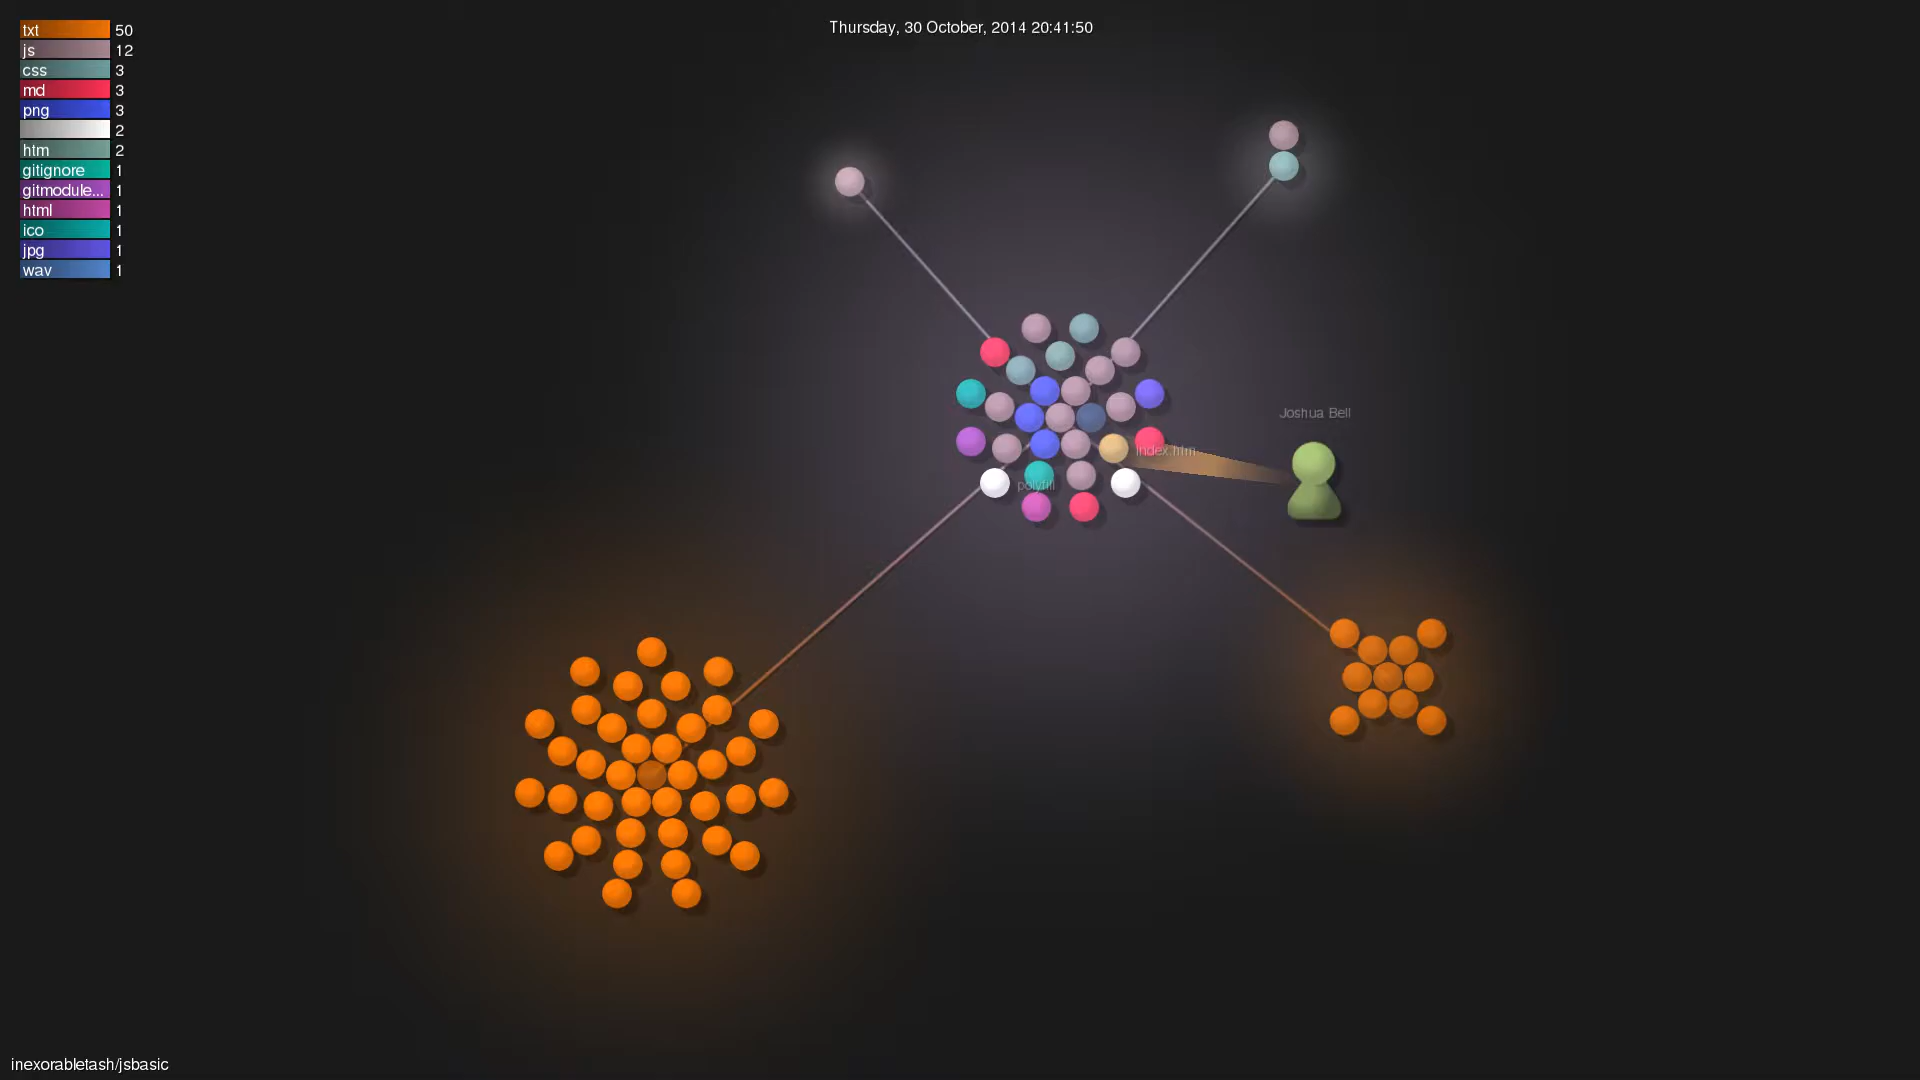 Thursday, 30 October, 2014 20:41:50
txt 50
js 12
css 3
md 3
png 3
2
htm 2
gitignore 1
gitmodule... 1
html 1
ico 1
jpg 1
wav 1
Joshua Bell
index.htm
polyfill
inexorabletash/jsbasic